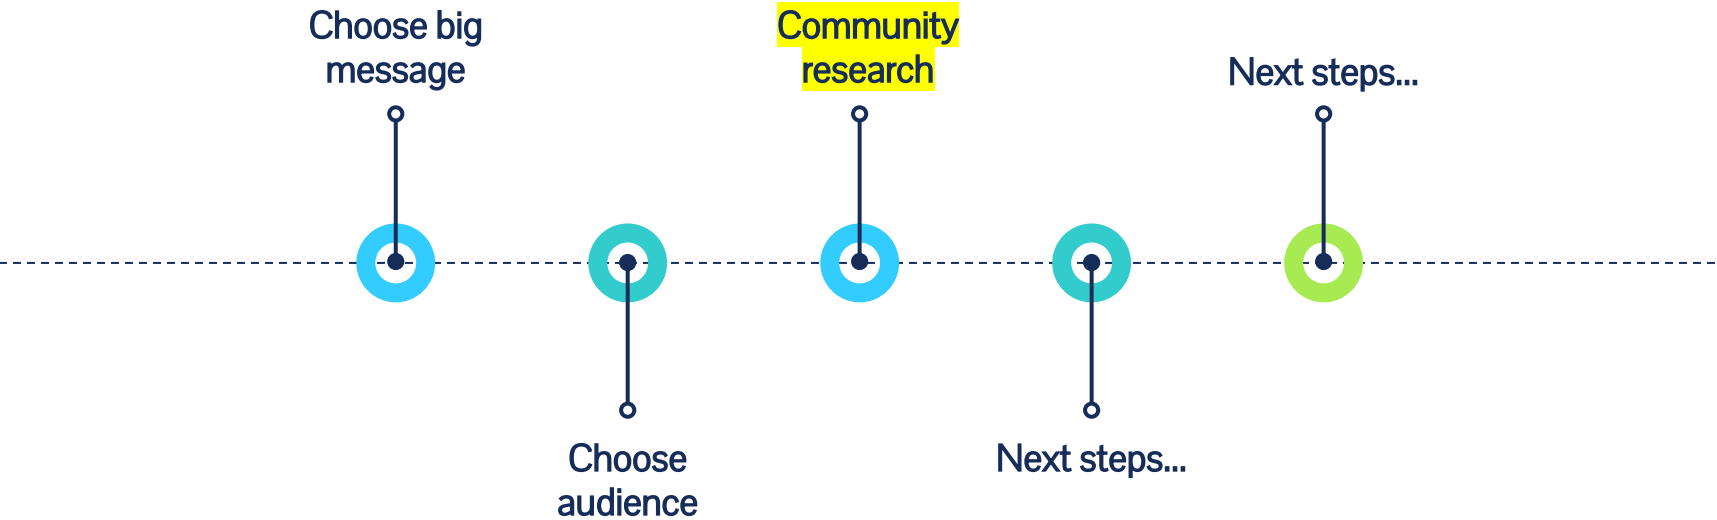 Choose big
message
Choose
audience
Community
research
Next steps...
Next steps...